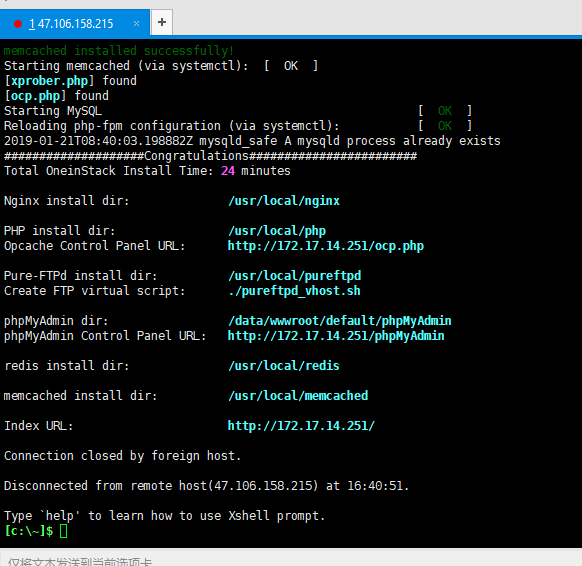 1 47.106.158.215 × +
memcached installed successfully!
Starting memcached (via systemctl):  [  OK  ]
[xprober.php] found
[ocp.php] found
Starting MySQL                                             [  OK  ]
Reloading php-fpm configuration (via systemctl):           [  OK  ]
2019-01-21T08:40:03.198882Z mysqld_safe A mysqld process already exists
####################Congratulations########################
Total OneinStack Install Time: 24 minutes
Nginx install dir:              /usr/local/nginx
PHP install dir:                /usr/local/php
Opcache Control Panel URL:      http://172.17.14.251/ocp.php
Pure-FTPd install dir:          /usr/local/pureftpd
Create FTP virtual script:      ./pureftpd_vhost.sh
phpMyAdmin dir:                 /data/wwwroot/default/phpMyAdmin
phpMyAdmin Control Panel URL:   http://172.17.14.251/phpMyAdmin
redis install dir:              /usr/local/redis
memcached install dir:          /usr/local/memcached
Index URL:                      http://172.17.14.251/
Connection closed by foreign host.
Disconnected from remote host(47.106.158.215) at 16:40:51.
Type `help' to learn how to use Xshell prompt.
[c:\~]$
仅将文本发送到当前选项卡